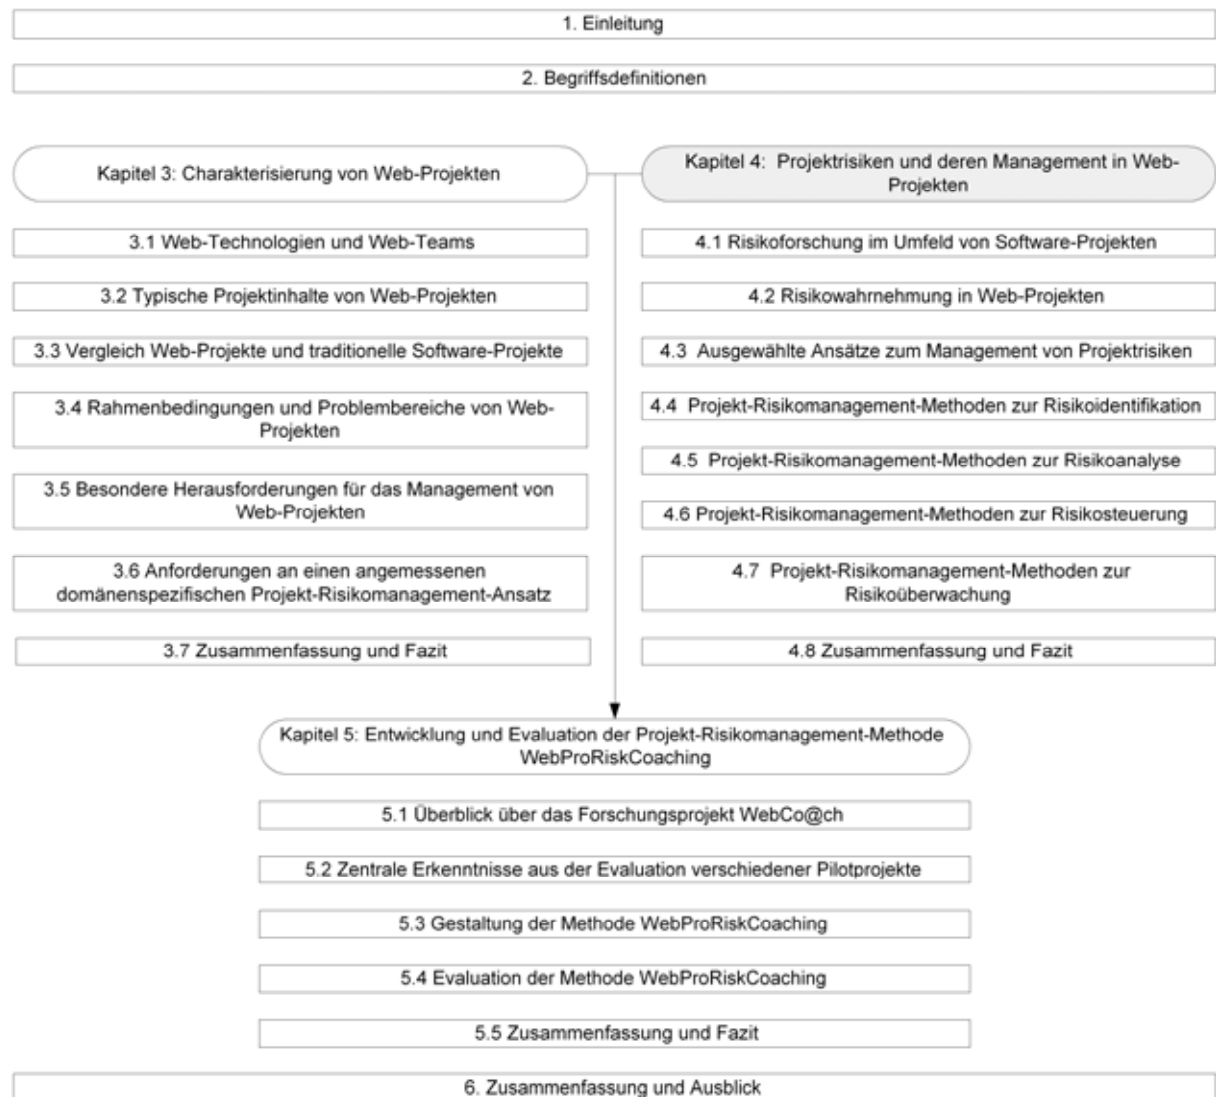 1. Einleitung
2. Begriffsdefinitionen
Kapitel 3: Charakterisierung von Web-Projekten
3.1 Web-Technologien und Web-Teams
3.2 Typische Projektinhalte von Web-Projekten
3.3 Vergleich Web-Projekte und traditionelle Software-Projekte
3.4 Rahmenbedingungen und Problembereiche von Web-
Projekten
3.5 Besondere Herausforderungen für das Management von
Web-Projekten
3.6 Anforderungen an einen angemessenen
domänenspezifischen Projekt-Risikomanagement-Ansatz
3.7 Zusammenfassung und Fazit
Kapitel 4: Projektrisiken und deren Management in Web-
Projekten
4.1 Risikoforschung im Umfeld von Software-Projekten
4.2 Risikowahrnehmung in Web-Projekten
4.3 Ausgewählte Ansätze zum Management von Projektrisiken
4.4 Projekt-Risikomanagement-Methoden zur Risikoidentifikation
4.5 Projekt-Risikomanagement-Methoden zur Risikoanalyse
4.6 Projekt-Risikomanagement-Methoden zur Risikosteuerung
4.7 Projekt-Risikomanagement-Methoden zur
Risikoüberwachung
4.8 Zusammenfassung und Fazit
Kapitel 5: Entwicklung und Evaluation der Projekt-Risikomanagement-Methode
WebProRiskCoaching
5.1 Überblick über das Forschungsprojekt WebCo@ch
5.2 Zentrale Erkenntnisse aus der Evaluation verschiedener Pilotprojekte
5.3 Gestaltung der Methode WebProRiskCoaching
5.4 Evaluation der Methode WebProRiskCoaching
5.5 Zusammenfassung und Fazit
6. Zusammenfassung und Ausblick